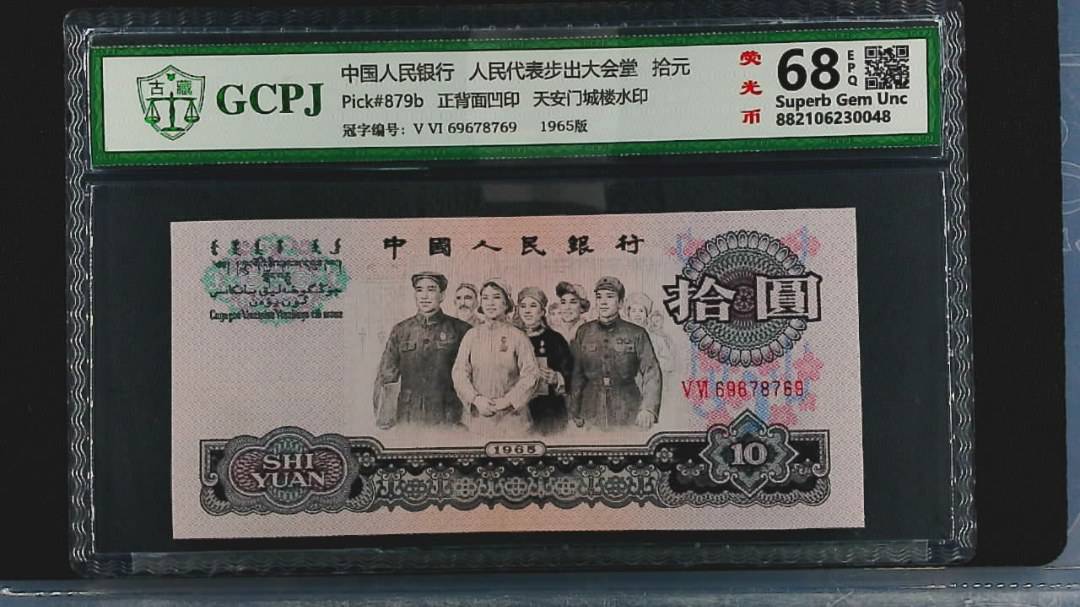 古藏
GCPJ
中国人民银行 人民代表步出大会堂 拾元
Pick#879b 正背面凹印 天安门城楼水印
冠字编号: V VI 69678769 1965版
荧光币
68 EPQ
Superb Gem Unc
882106230048
中國人民銀行
拾圓
V VI 69678769
1965
SHI
YUAN
10